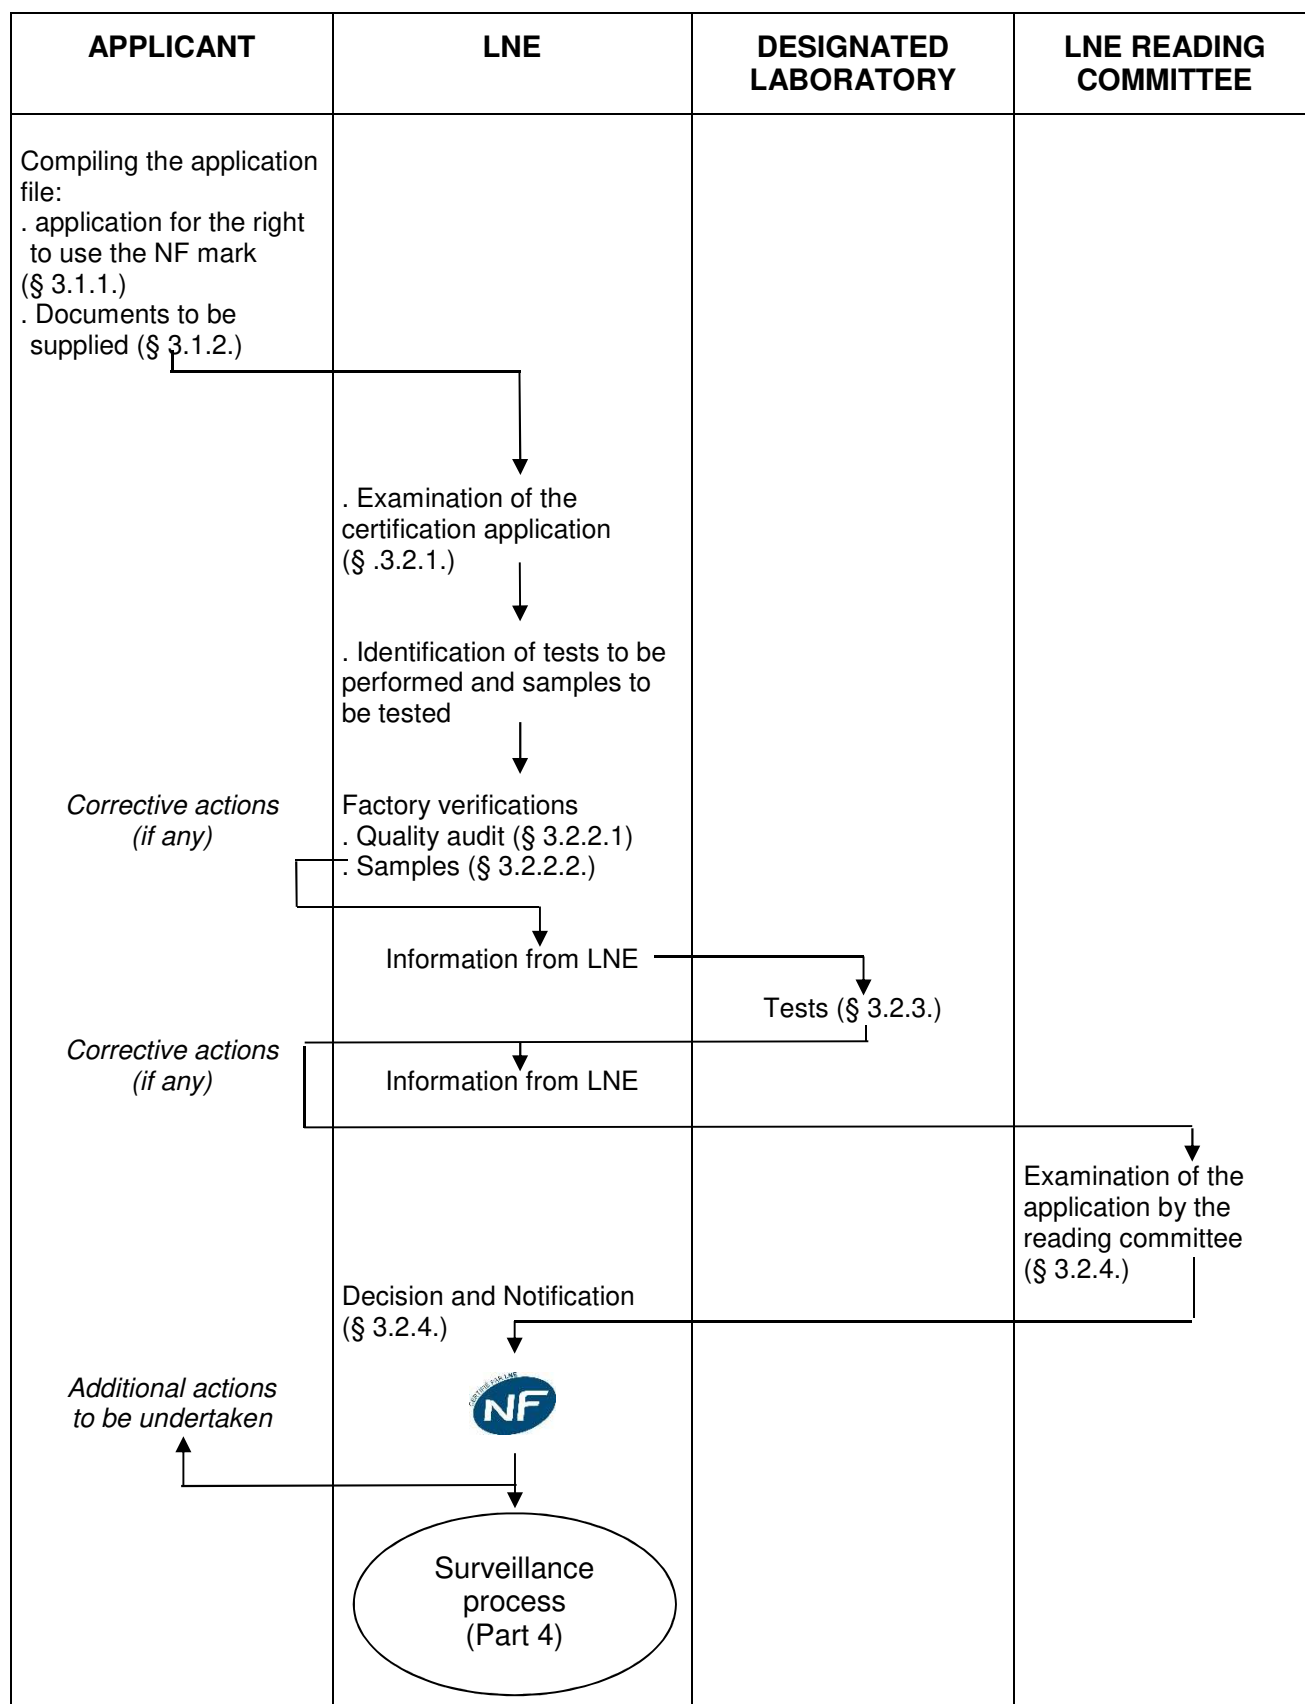 APPLICANT
LNE
DESIGNATED
LABORATORY
LNE READING
COMMITTEE
Compiling the application
file:
. application for the right
to use the NF mark
(§ 3.1.1.)
. Documents to be
supplied (§ 3.1.2.)
. Examination of the
certification application
(§ .3.2.1.)
. Identification of tests to be
performed and samples to
be tested
Corrective actions
(if any)
Factory verifications
. Quality audit (§ 3.2.2.1)
. Samples (§ 3.2.2.2.)
Information from LNE
Tests (§ 3.2.3.)
Corrective actions
(if any)
Information from LNE
Examination of the
application by the
reading committee
(§ 3.2.4.)
Decision and Notification
(§ 3.2.4.)
CERTIFIÉ PAR LNE
NF
Additional actions
to be undertaken
Surveillance
process
(Part 4)